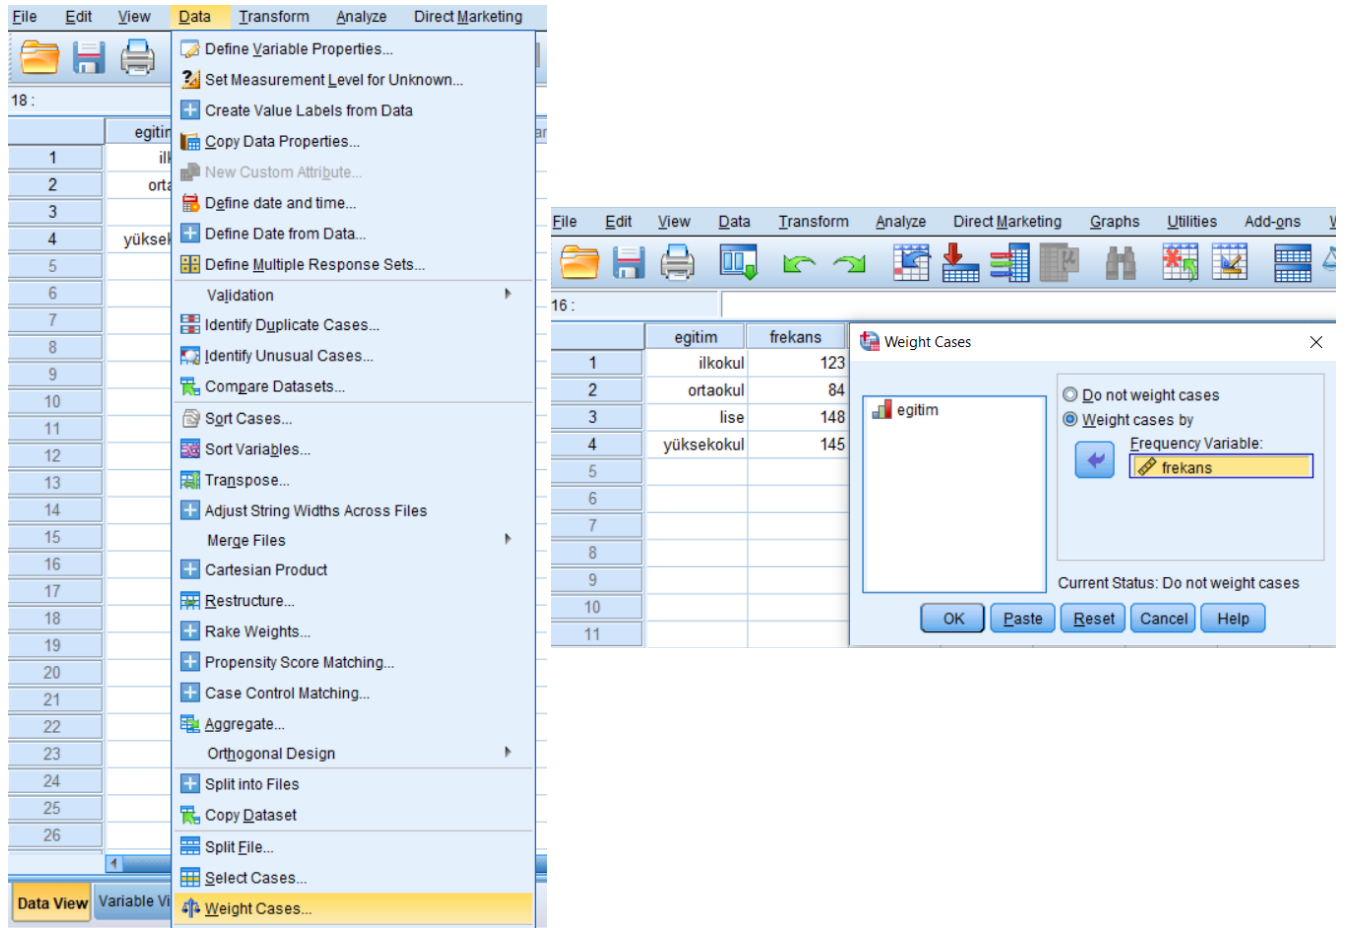 File Edit View Data Transform Analyze Direct Marketing
18 :
egitin
1
2
3
4 yüksek
5
6
7
8
9
10
11
12
13
14
15
16
17
18
19
20
21
22
23
24
25
26
Data View Variable Vi
Define Variable Properties...
Set Measurement Level for Unknown...
Create Value Labels from Data
Copy Data Properties...
New Custom Attribute...
Define date and time...
Define Date from Data...
Define Multiple Response Sets...
Validation
Identify Duplicate Cases...
Identify Unusual Cases...
Compare Datasets...
Sort Cases...
Sort Variables...
Transpose...
Adjust String Widths Across Files
Merge Files
Cartesian Product
Restructure...
Rake Weights...
Propensity Score Matching...
Case Control Matching...
Aggregate...
Orthogonal Design
Split into Files
Copy Dataset
Split File...
Select Cases...
Weight Cases...
File Edit View Data Transform Analyze Direct Marketing Graphs Utilities Add-ons W
16 :
egitim frekans
1 ilkokul 123
2 ortaokul 84
3 lise 148
4 yüksekokul 145
5
6
7
8
9
10
11
Weight Cases
egitim
Do not weight cases
Weight cases by
Frequency Variable:
frekans
Current Status: Do not weight cases
OK Paste Reset Cancel Help